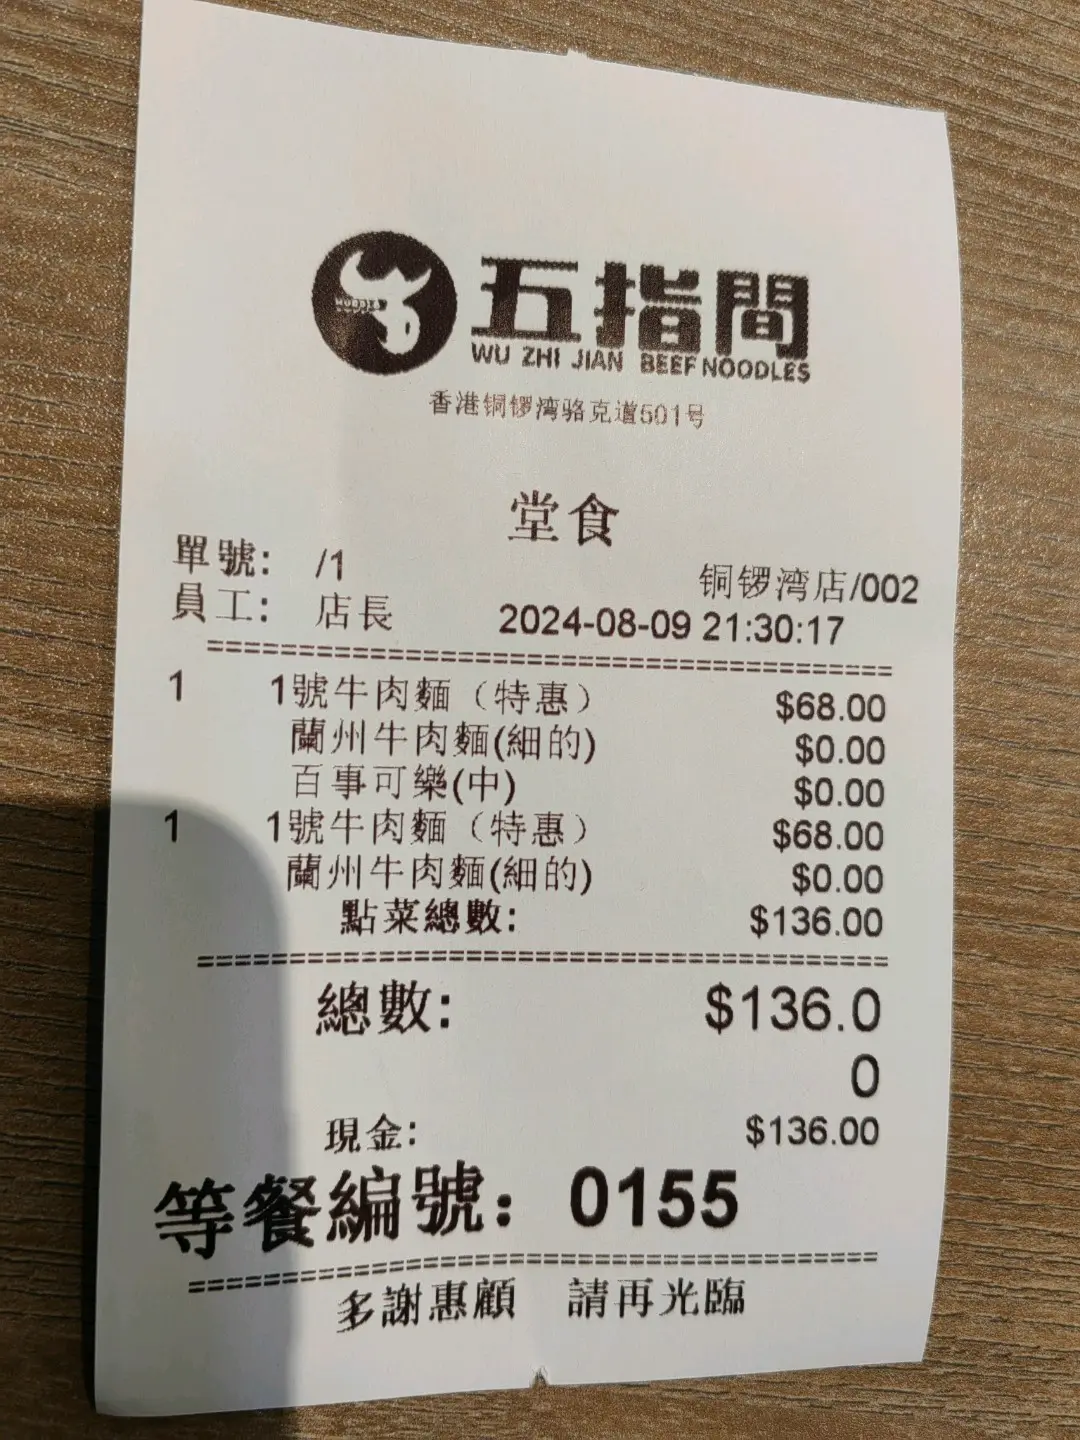 五指間
WU ZHI JIAN BEEF NOODLES
香港铜锣湾骆克道501号
堂食
單號: /1 铜锣湾店/002
員工: 店長 2024-08-09 21:30:17
1 1號牛肉麵（特惠） $68.00
蘭州牛肉麵(細的) $0.00
百事可樂(中) $0.00
1 1號牛肉麵（特惠） $68.00
蘭州牛肉麵(細的) $0.00
點菜總數: $136.00
總數: $136.0
0
現金: $136.00
等餐編號: 0155
多謝惠顧 請再光臨